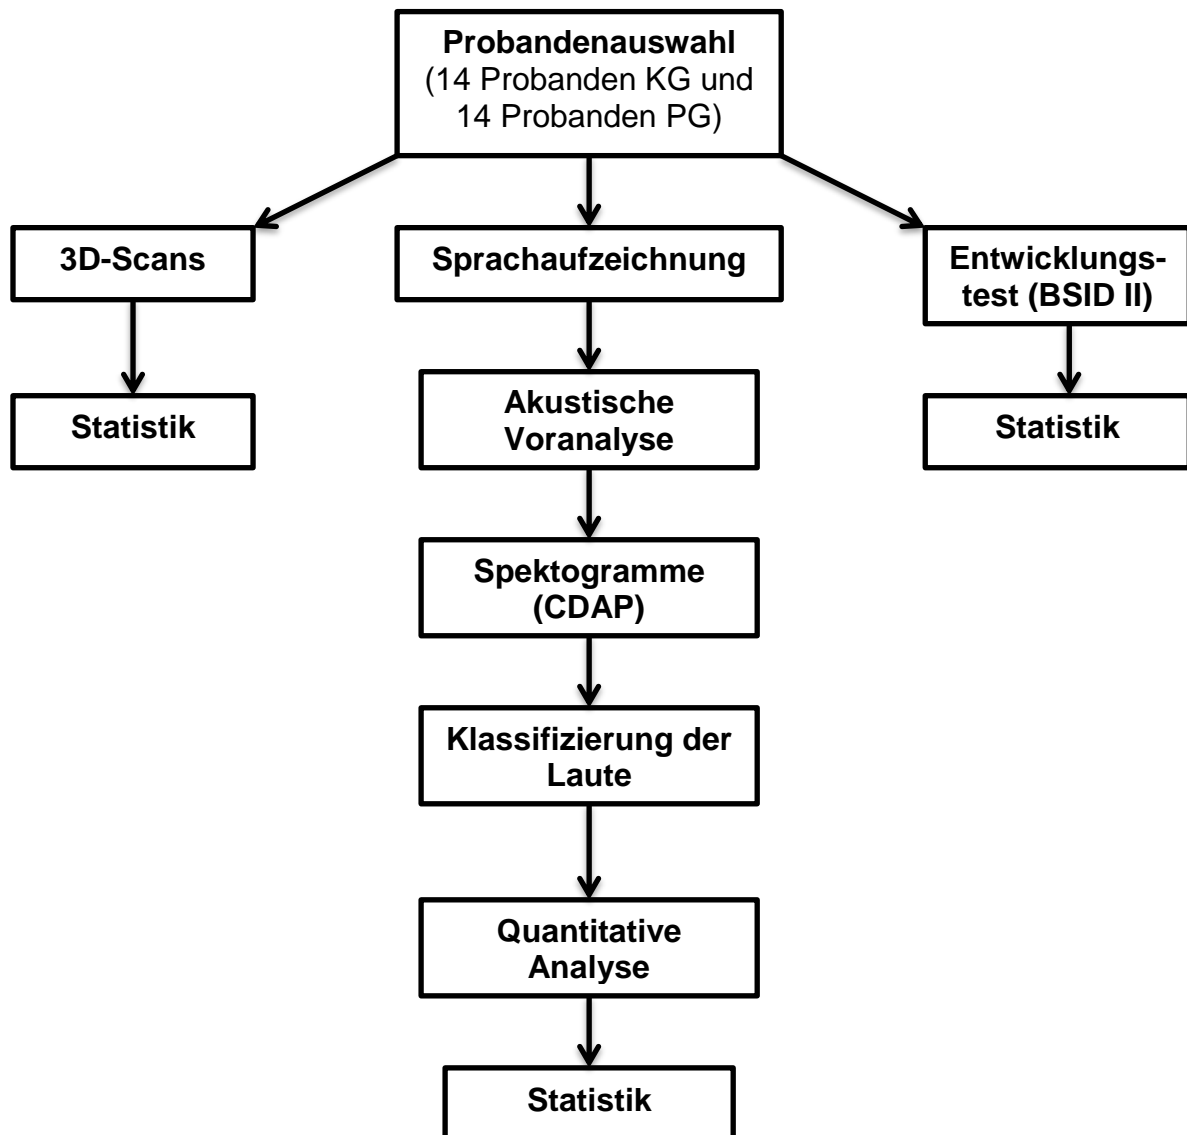 Probandenauswahl
(14 Probanden KG und
14 Probanden PG)
3D-Scans
Sprachaufzeichnung
Entwicklungs-
test (BSID II)
Statistik
Akustische
Voranalyse
Statistik
Spektogramme
(CDAP)
Klassifizierung der
Laute
Quantitative
Analyse
Statistik